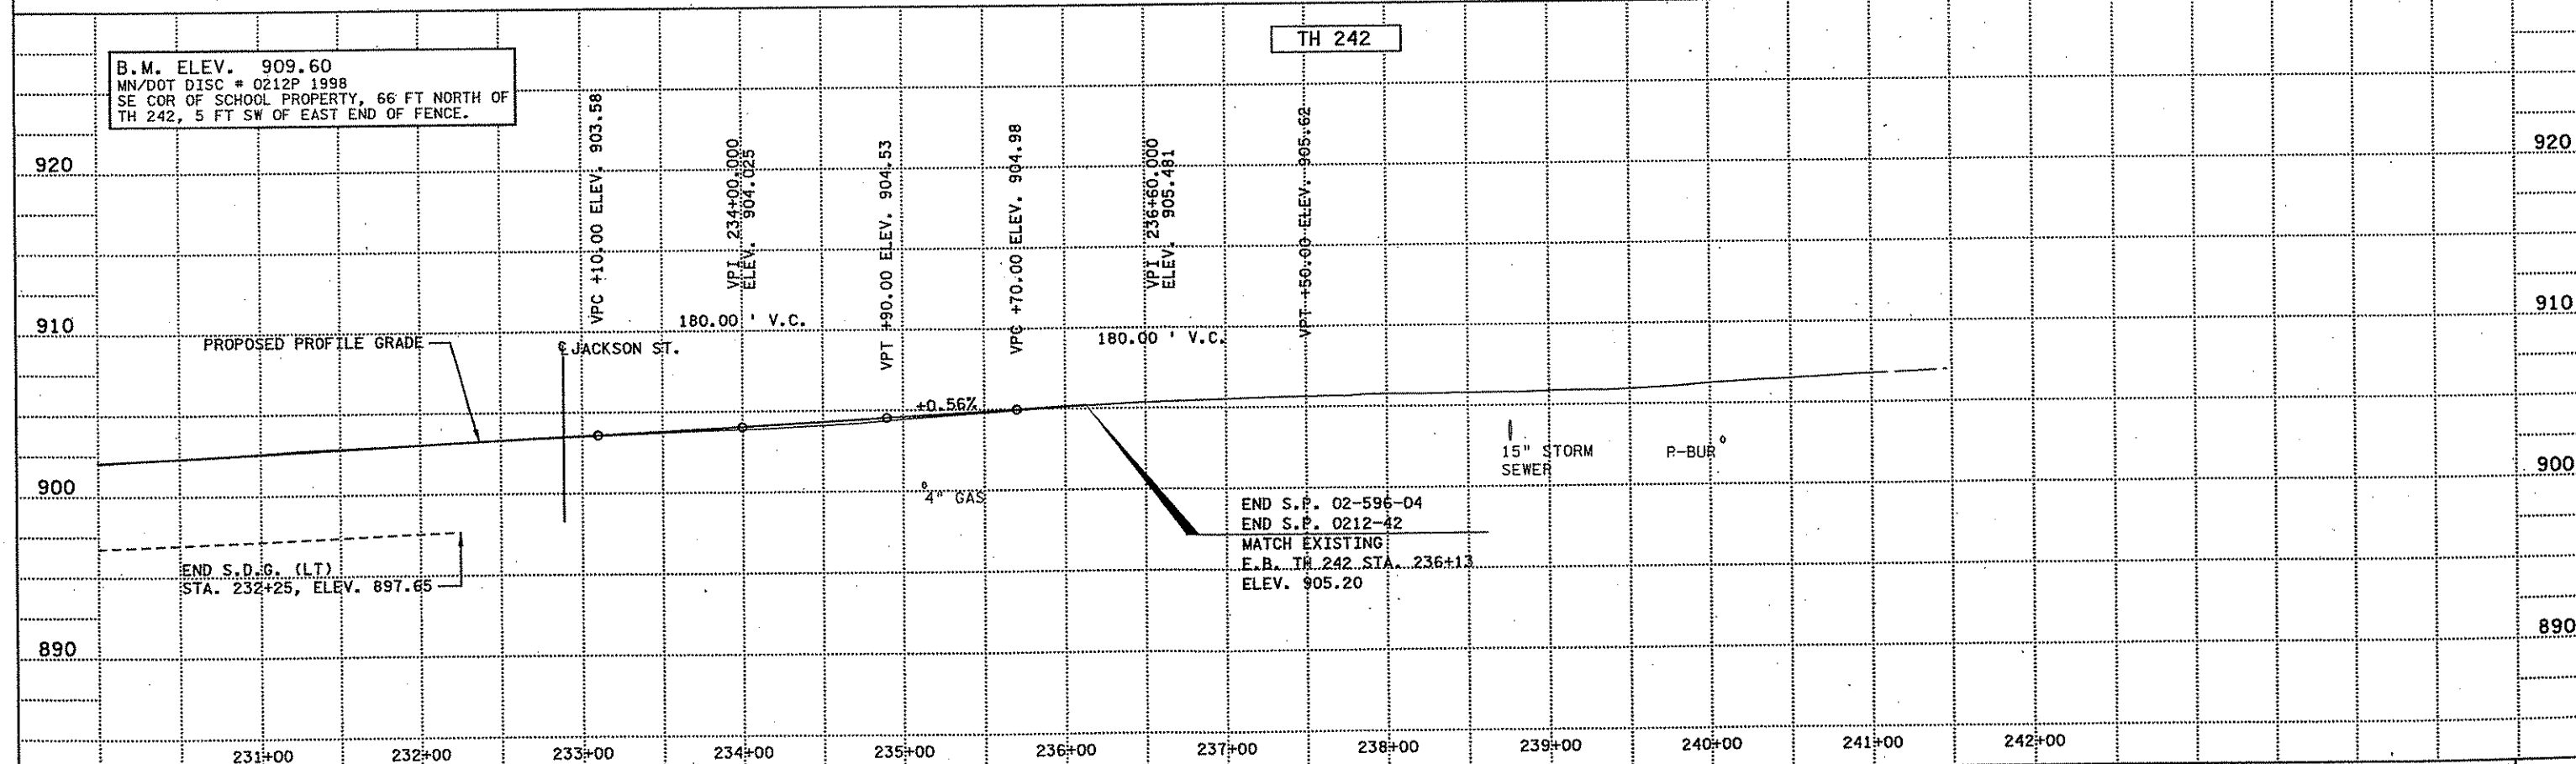 TH 242
B.M. ELEV. 909.60
MN/DOT DISC # 0212P 1998
SE COR OF SCHOOL PROPERTY, 66 FT NORTH OF
TH 242, 5 FT SW OF EAST END OF FENCE.
VPC +10.00 ELEV. 903.58
VPI 234+00.000
ELEV. 904.025
VPT +90.00 ELEV. 904.53
VPC +70.00 ELEV. 904.98
VPI 236+60.000
ELEV. 905.481
VPT +50.00 ELEV. 905.62
920
920
910
910
180.00 ' V.C.
180.00 ' V.C.
PROPOSED PROFILE GRADE
℄ JACKSON ST.
+0.56%
15" STORM
SEWER
P-BUR
900
900
4" GAS
END S.P. 02-596-04
END S.P. 0212-42
MATCH EXISTING
E.B. TH 242 STA. 236+13
ELEV. 905.20
END S.D.G. (LT)
STA. 232+25, ELEV. 897.65
890
890
231+00
232+00
233+00
234+00
235+00
236+00
237+00
238+00
239+00
240+00
241+00
242+00